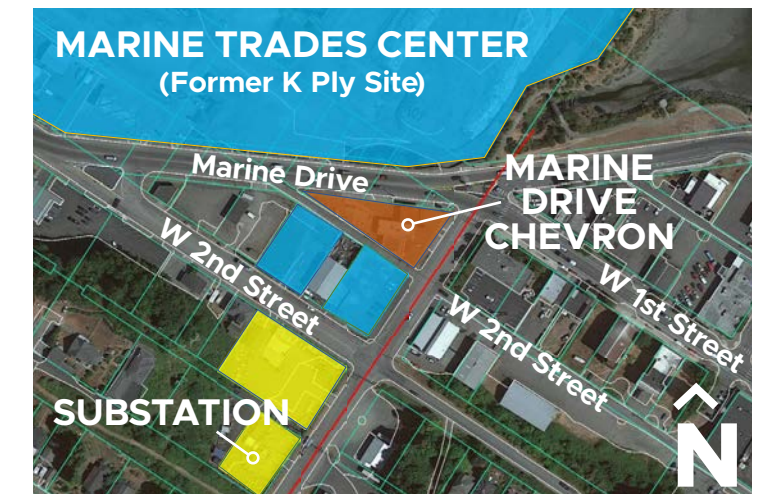 MARINE TRADES CENTER
(Former K Ply Site)
Marine Drive
MARINE
DRIVE
CHEVRON
W 2nd Street
W 1st Street
W 2nd Street
SUBSTATION
N